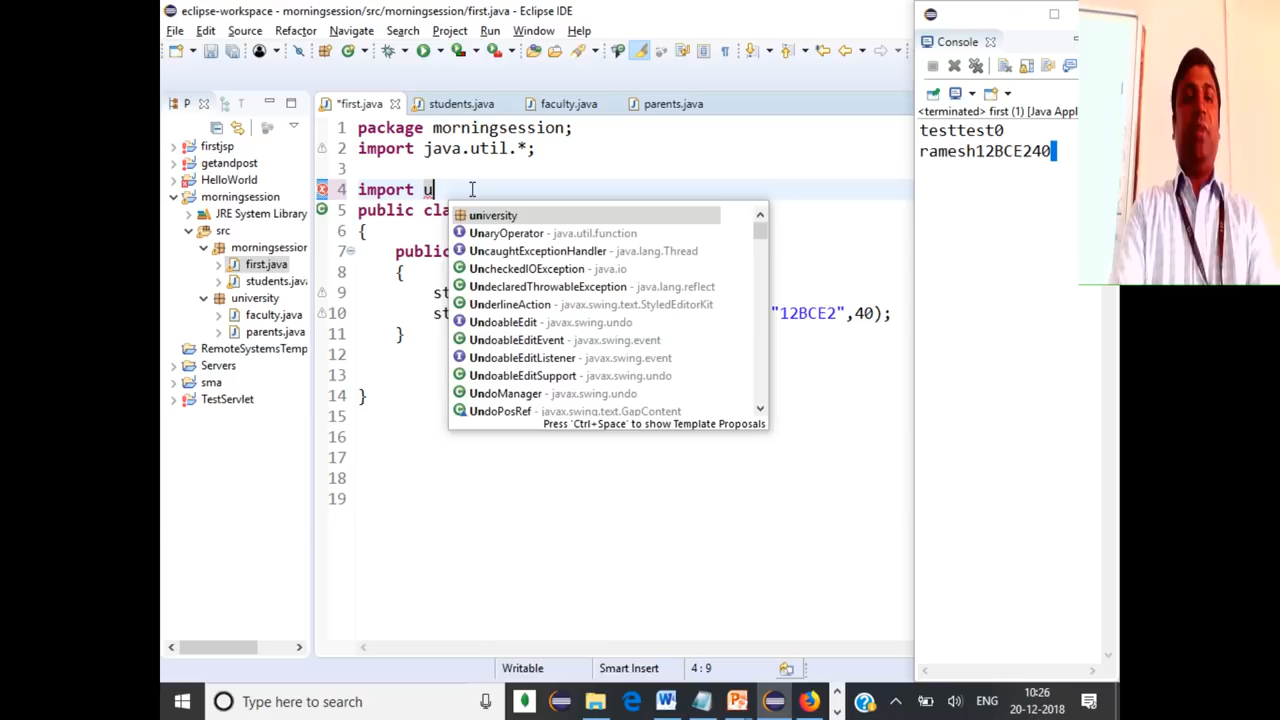 eclipse-workspace - morningsession/src/morningsession/first.java - Eclipse IDE
File Edit Source Refactor Navigate Search Project Run Window Help
P T
*first.java students.java faculty.java parents.java
firstjsp
getandpost
HelloWorld
morningsession
JRE System Library
src
morningsession
first.java
students.java
university
faculty.java
parents.java
RemoteSystemsTemp
Servers
sma
TestServlet
1 package morningsession;
2 import java.util.*;
3
4 import u
5 public cla
6 {
7 public
8 {
9 st
10 st "12BCE2",40);
11 }
12
13
14 }
15
16
17
18
19
university
UnaryOperator - java.util.function
UncaughtExceptionHandler - java.lang.Thread
UncheckedIOException - java.io
UndeclaredThrowableException - java.lang.reflect
UnderlineAction - javax.swing.text.StyledEditorKit
UndoableEdit - javax.swing.undo
UndoableEditEvent - javax.swing.event
UndoableEditListener - javax.swing.event
UndoableEditSupport - javax.swing.undo
UndoManager - javax.swing.undo
UndoPosRef - javax.swing.text.GapContent
Press 'Ctrl+Space' to show Template Proposals
Console
<terminated> first (1) [Java Appl
testtest0
ramesh12BCE240
Writable Smart Insert 4 : 9
Type here to search
ENG
10:26
20-12-2018